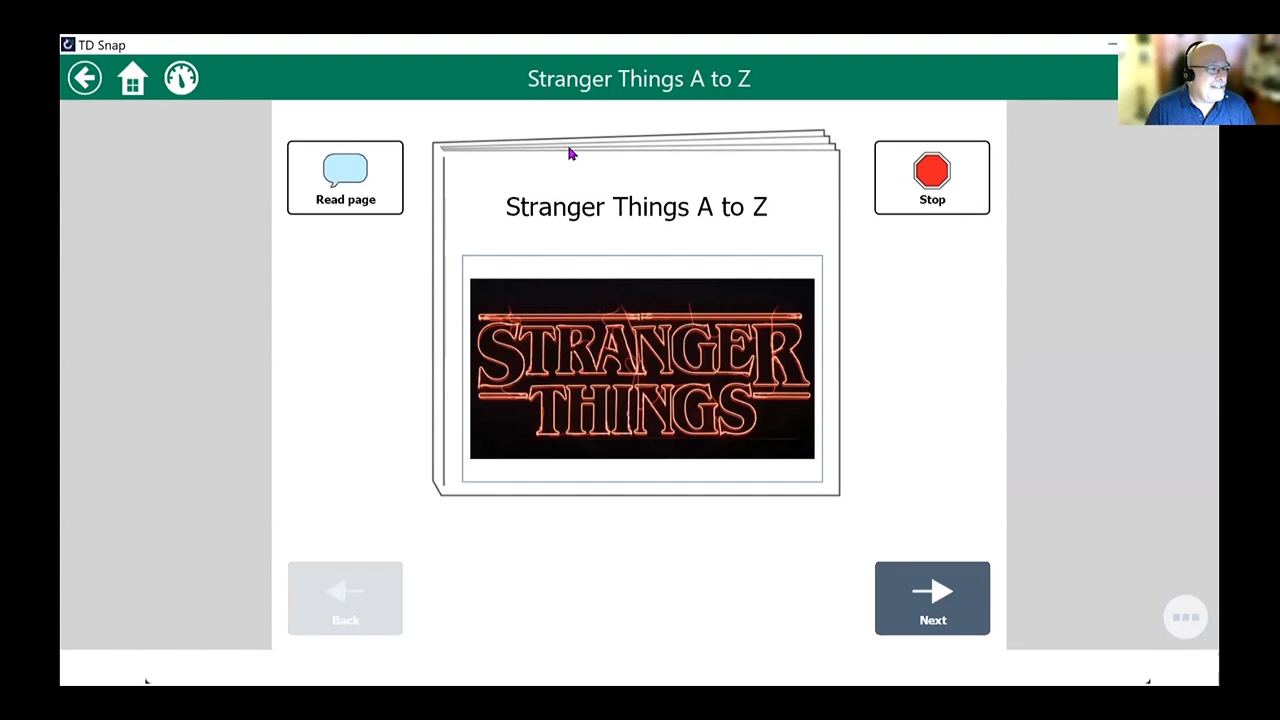 TD Snap
Stranger Things A to Z
Read page
Stop
Stranger Things A to Z
STRANGER
THINGS
Back
Next